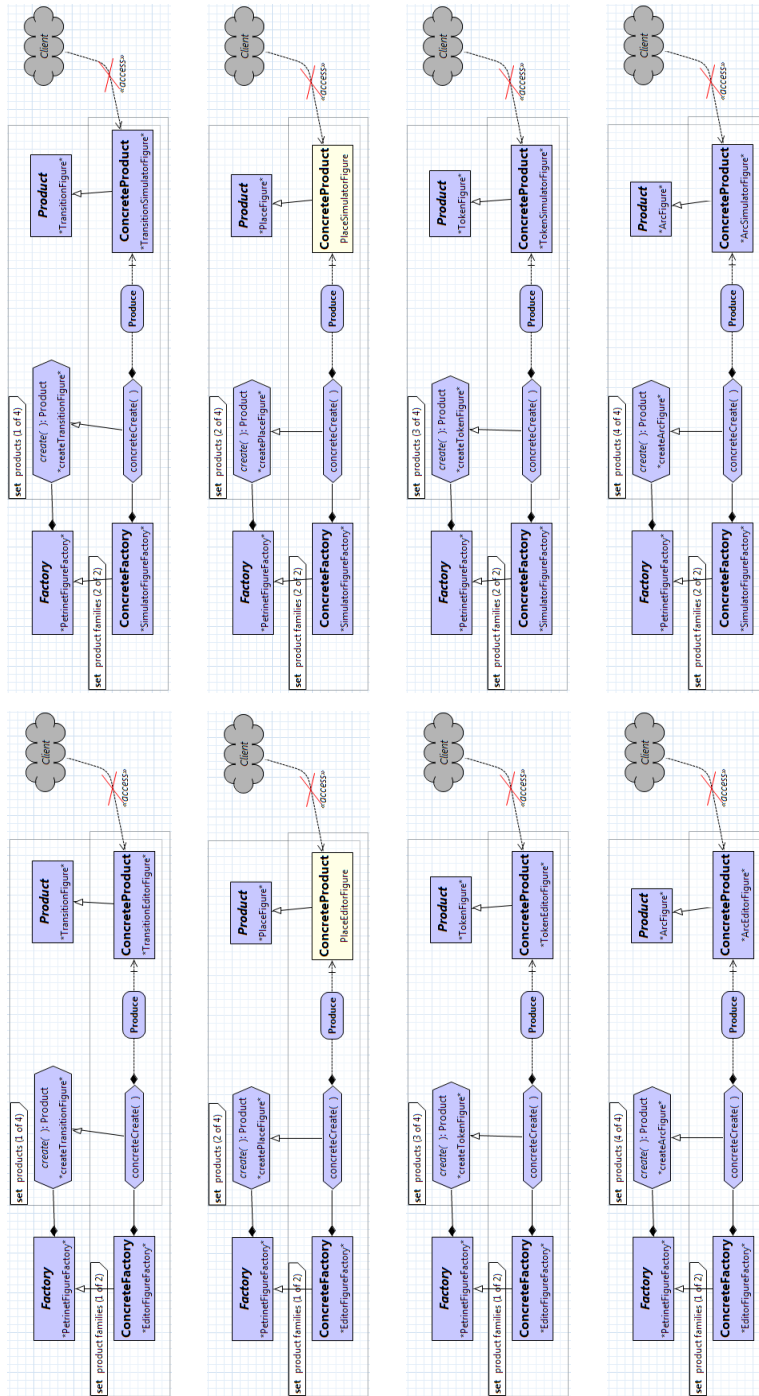 set products (1 of 4)
Client
Factory
*PetrinetFigureFactory*
create( ): Product
*createTransitionFigure*
Product
*TransitionFigure*
set product families (1 of 2)
«access»
ConcreteFactory
*EditorFigureFactory*
concreteCreate( )
Produce
ConcreteProduct
*TransitionEditorFigure*
set products (1 of 4)
Client
Factory
*PetrinetFigureFactory*
create( ): Product
*createTransitionFigure*
Product
*TransitionFigure*
set product families (2 of 2)
«access»
ConcreteFactory
*SimulatorFigureFactory*
concreteCreate( )
Produce
ConcreteProduct
*TransitionSimulatorFigure*
set products (2 of 4)
Client
Factory
*PetrinetFigureFactory*
create( ): Product
*createPlaceFigure*
Product
*PlaceFigure*
set product families (1 of 2)
«access»
ConcreteFactory
*EditorFigureFactory*
concreteCreate( )
Produce
ConcreteProduct
PlaceEditorFigure
set products (2 of 4)
Client
Factory
*PetrinetFigureFactory*
create( ): Product
*createPlaceFigure*
Product
*PlaceFigure*
set product families (2 of 2)
«access»
ConcreteFactory
*SimulatorFigureFactory*
concreteCreate( )
Produce
ConcreteProduct
PlaceSimulatorFigure
set products (3 of 4)
Client
Factory
*PetrinetFigureFactory*
create( ): Product
*createTokenFigure*
Product
*TokenFigure*
set product families (1 of 2)
«access»
ConcreteFactory
*EditorFigureFactory*
concreteCreate( )
Produce
ConcreteProduct
*TokenEditorFigure*
set products (3 of 4)
Client
Factory
*PetrinetFigureFactory*
create( ): Product
*createTokenFigure*
Product
*TokenFigure*
set product families (2 of 2)
«access»
ConcreteFactory
*SimulatorFigureFactory*
concreteCreate( )
Produce
ConcreteProduct
*TokenSimulatorFigure*
set products (4 of 4)
Client
Factory
*PetrinetFigureFactory*
create( ): Product
*createArcFigure*
Product
*ArcFigure*
set product families (1 of 2)
«access»
ConcreteFactory
*EditorFigureFactory*
concreteCreate( )
Produce
ConcreteProduct
*ArcEditorFigure*
set products (4 of 4)
Client
Factory
*PetrinetFigureFactory*
create( ): Product
*createArcFigure*
Product
*ArcFigure*
set product families (2 of 2)
«access»
ConcreteFactory
*SimulatorFigureFactory*
concreteCreate( )
Produce
ConcreteProduct
*ArcSimulatorFigure*